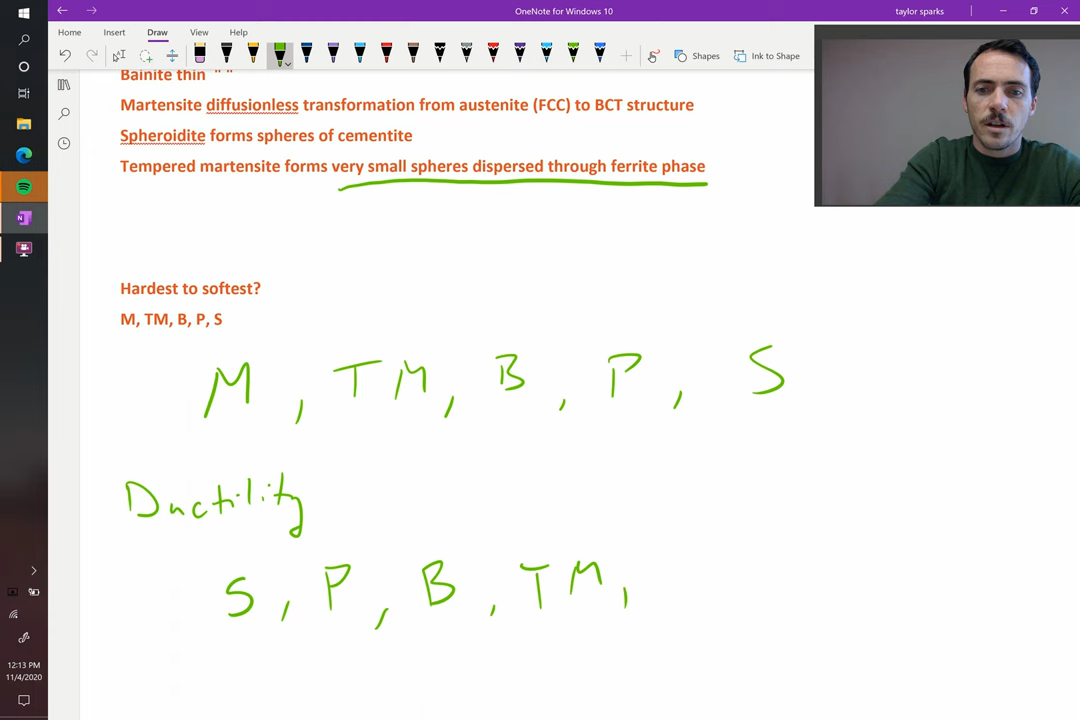 OneNote for Windows 10
taylor sparks
Home Insert Draw View Help
Shapes Ink to Shape
Bainite thin " "
Martensite diffusionless transformation from austenite (FCC) to BCT structure
Spheroidite forms spheres of cementite
Tempered martensite forms very small spheres dispersed through ferrite phase
Hardest to softest?
M, TM, B, P, S
M, TM, B, P, S
Ductility
S, P, B, TM,
12:13 PM
11/4/2020